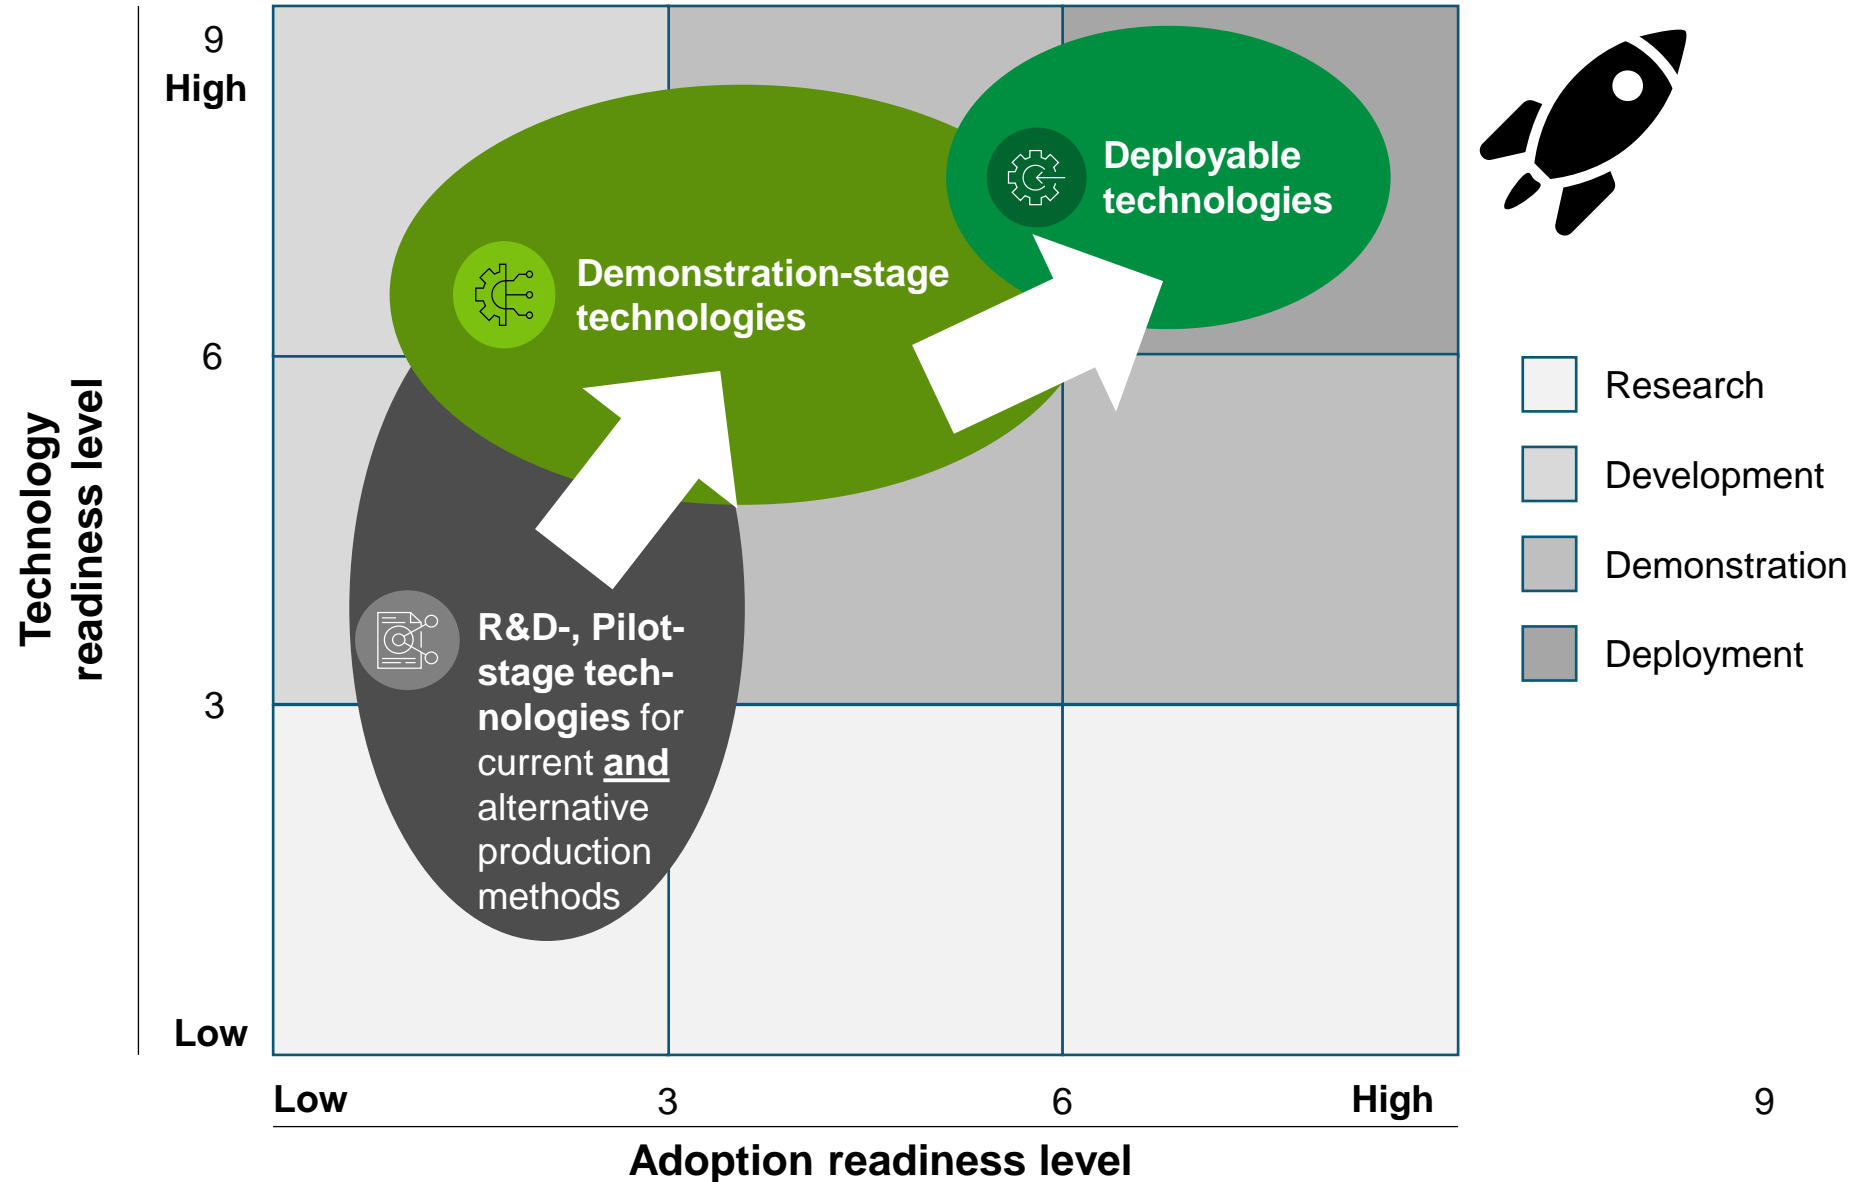 9
High
6
3
Low
Technology
readiness level
Deployable
technologies
Demonstration-stage
technologies
R&D-, Pilot-
stage tech-
nologies for
current and
alternative
production
methods
Research
Development
Demonstration
Deployment
Low 3 6 High 9
Adoption readiness level